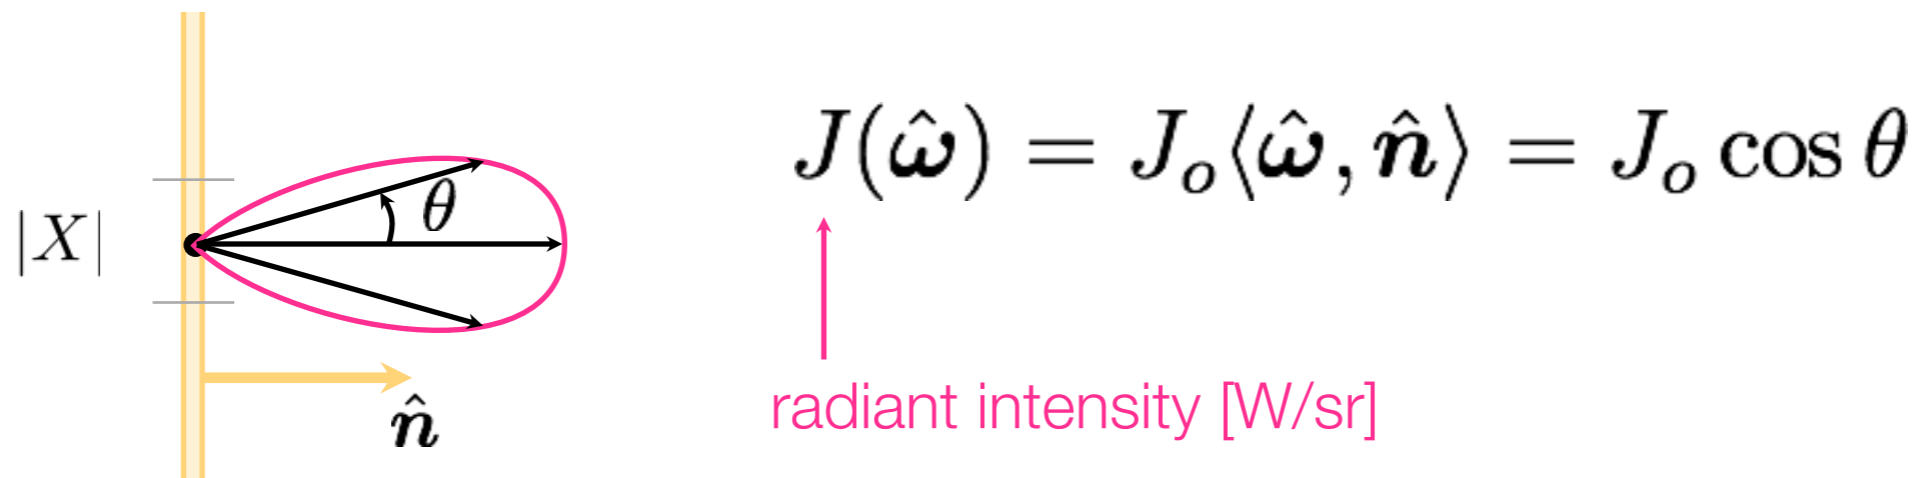 |X|
θ
n̂
J(ω̂) = J_o⟨ω̂, n̂⟩ = J_o cos θ
radiant intensity [W/sr]